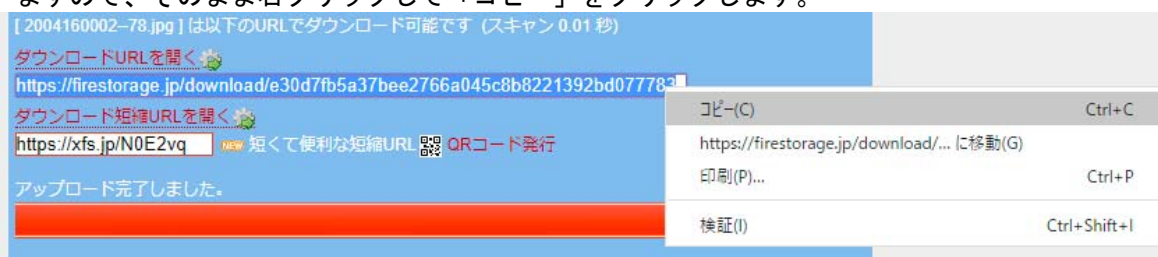 ますので、そのまま右クリックして「コピー」をクリックします。
[ 2004160002--78.jpg ] は以下のURLでダウンロード可能です (スキャン 0.01 秒)
ダウンロードURLを開く
https://firestorage.jp/download/e30d7fb5a37bee2766a045c8b8221392bd077783
ダウンロード短縮URLを開く
https://xfs.jp/N0E2vq NEW 短くて便利な短縮URL QRコード発行
アップロード完了しました。
コピー(C) Ctrl+C
https://firestorage.jp/download/... に移動(G)
印刷(P)... Ctrl+P
検証(I) Ctrl+Shift+I